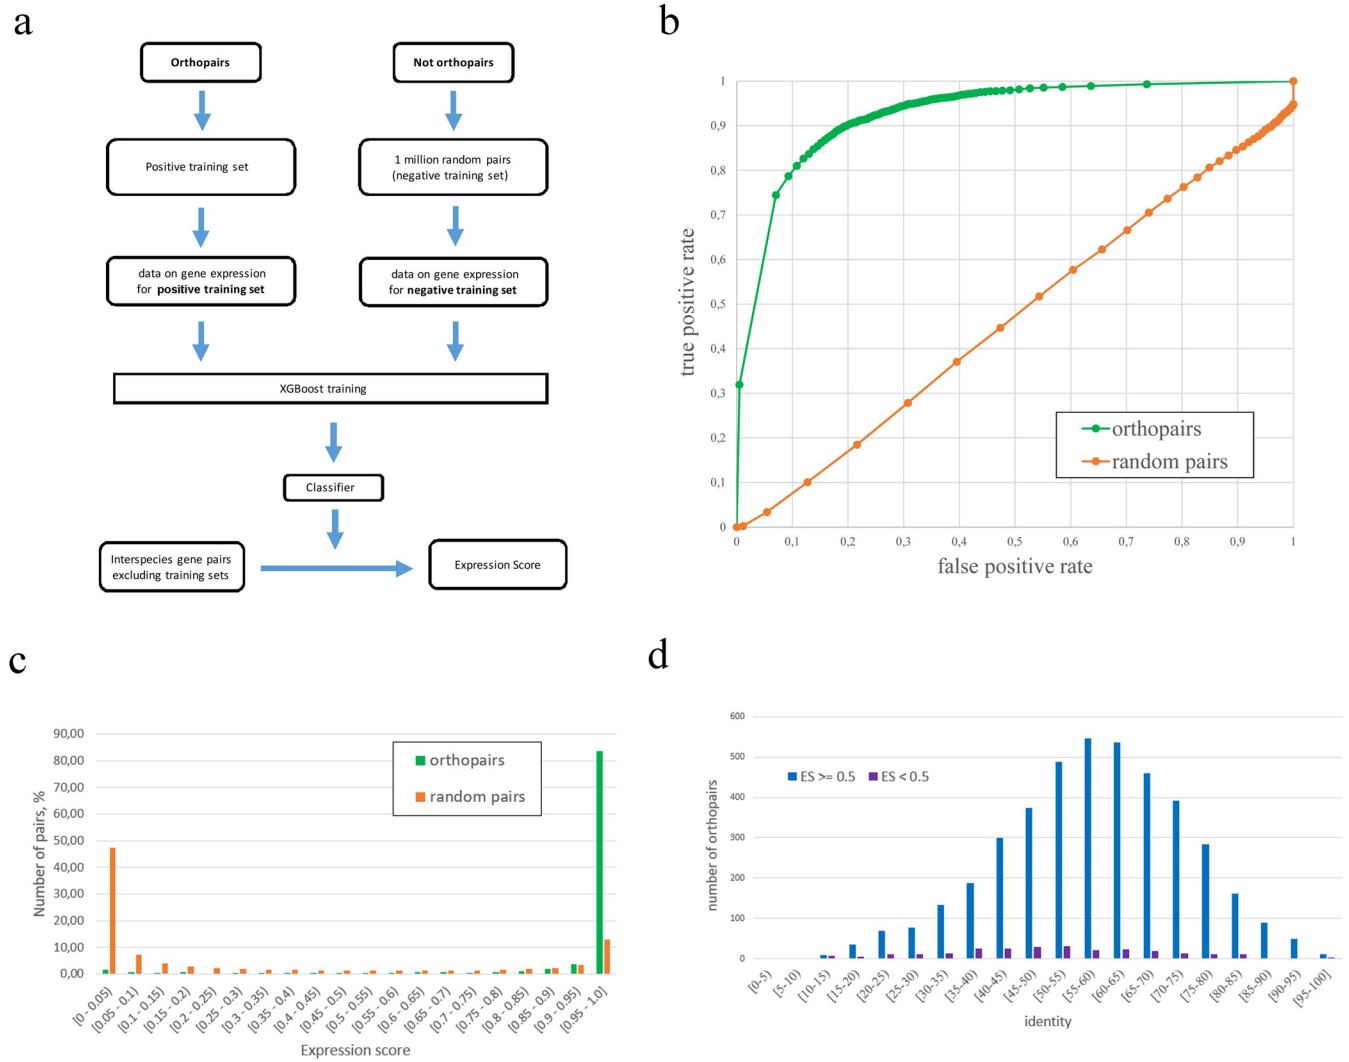 a
Orthopairs
Not orthopairs
Positive training set
1 million random pairs
(negative training set)
data on gene expression
for positive training set
data on gene expression
for negative training set
XGBoost training
Classifier
Interspecies gene pairs
excluding training sets
Expression Score
b
1
0,9
0,8
0,7
0,6
0,5
0,4
0,3
0,2
0,1
0
true positive rate
orthopairs
random pairs
0 0,1 0,2 0,3 0,4 0,5 0,6 0,7 0,8 0,9 1
false positive rate
c
90,00
80,00
70,00
60,00
50,00
40,00
30,00
20,00
10,00
0,00
Number of pairs, %
orthopairs
random pairs
[0 - 0.05)
[0.05 - 0.1)
[0.1 - 0.15)
[0.15 - 0.2)
[0.2 - 0.25)
[0.25 - 0.3)
[0.3 - 0.35)
[0.35 - 0.4)
[0.4 - 0.45)
[0.45 - 0.5)
[0.5 - 0.55)
[0.55 - 0.6)
[0.6 - 0.65)
[0.65 - 0.7)
[0.7 - 0.75)
[0.75 - 0.8)
[0.8 - 0.85)
[0.85 - 0.9)
[0.9 - 0.95)
[0.95 - 1.0]
Expression score
d
600
500
400
300
200
100
0
number of orthopairs
ES >= 0.5 ES < 0.5
[0-5)
[5-10)
[10-15)
[15-20)
[20-25)
[25-30)
[30-35)
[35-40)
[40-45)
[45-50)
[50-55)
[55-60)
[60-65)
[65-70)
[70-75)
[75-80)
[80-85)
[85-90)
[90-95)
[95-100]
identity